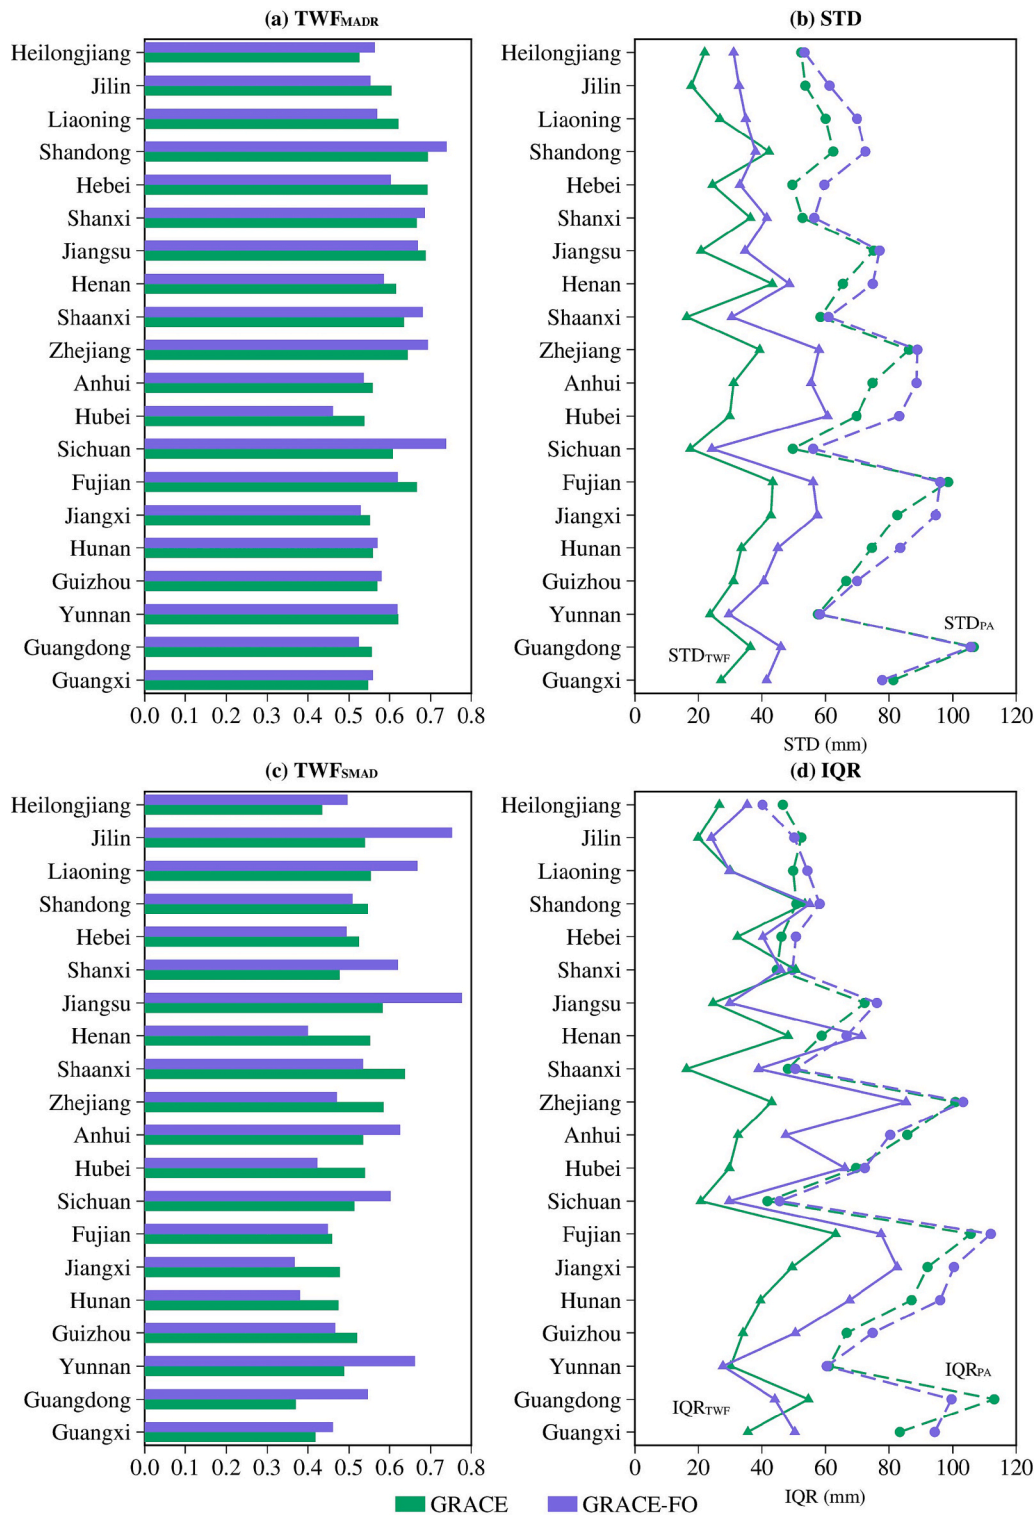 (a) TWFMADR
(b) STD
Heilongjiang
Jilin
Liaoning
Shandong
Hebei
Shanxi
Jiangsu
Henan
Shaanxi
Zhejiang
Anhui
Hubei
Sichuan
Fujian
Jiangxi
Hunan
Guizhou
Yunnan
Guangdong
Guangxi
0.0 0.1 0.2 0.3 0.4 0.5 0.6 0.7 0.8
Heilongjiang
Jilin
Liaoning
Shandong
Hebei
Shanxi
Jiangsu
Henan
Shaanxi
Zhejiang
Anhui
Hubei
Sichuan
Fujian
Jiangxi
Hunan
Guizhou
Yunnan
Guangdong
Guangxi
STDPA
STDTWF
0 20 40 60 80 100 120
STD (mm)
(c) TWFSMAD
(d) IQR
Heilongjiang
Jilin
Liaoning
Shandong
Hebei
Shanxi
Jiangsu
Henan
Shaanxi
Zhejiang
Anhui
Hubei
Sichuan
Fujian
Jiangxi
Hunan
Guizhou
Yunnan
Guangdong
Guangxi
0.0 0.1 0.2 0.3 0.4 0.5 0.6 0.7 0.8
Heilongjiang
Jilin
Liaoning
Shandong
Hebei
Shanxi
Jiangsu
Henan
Shaanxi
Zhejiang
Anhui
Hubei
Sichuan
Fujian
Jiangxi
Hunan
Guizhou
Yunnan
Guangdong
Guangxi
IQRPA
IQRTWF
0 20 40 60 80 100 120
IQR (mm)
GRACE GRACE-FO